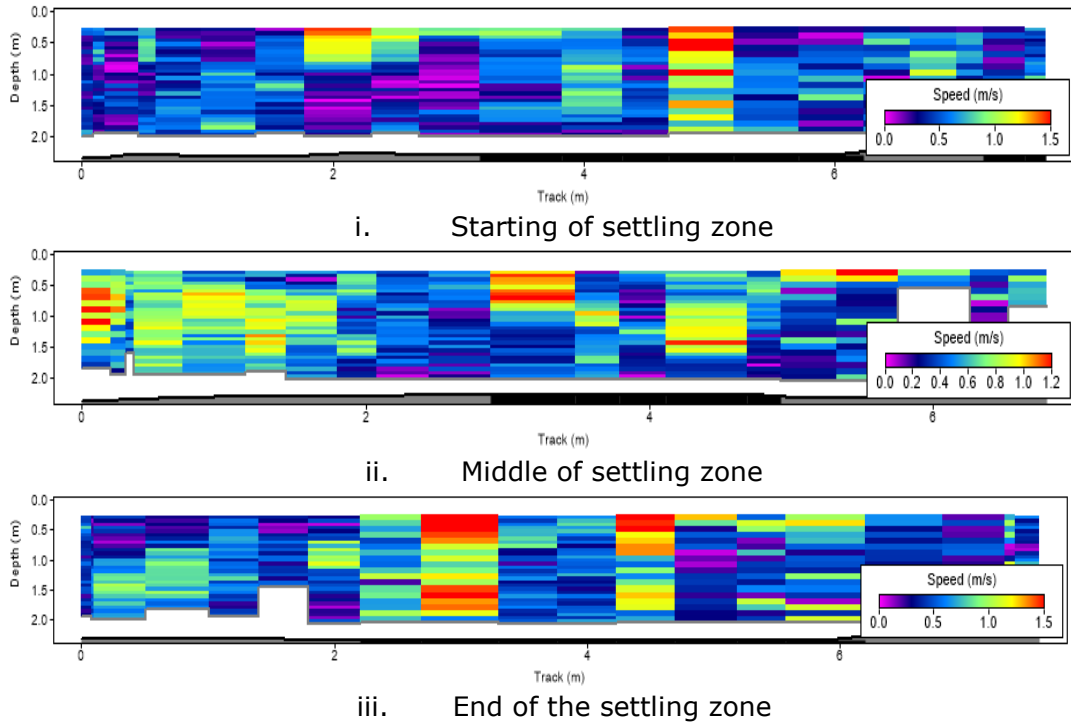 0.0
0.5
1.0
1.5
2.0
Depth (m)
Speed (m/s)
0.0 0.5 1.0 1.5
0 2 4 6
Track (m)
i. Starting of settling zone
0.0
0.5
1.0
1.5
2.0
Depth (m)
Speed (m/s)
0.0 0.2 0.4 0.6 0.8 1.0 1.2
0 2 4 6
Track (m)
ii. Middle of settling zone
0.0
0.5
1.0
1.5
2.0
Depth (m)
Speed (m/s)
0.0 0.5 1.0 1.5
0 2 4 6
Track (m)
iii. End of the settling zone